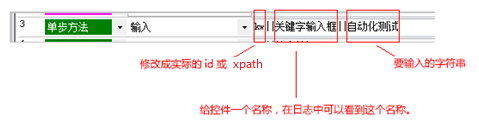 3 单步方法 输入 kw||关键字输入框||自动化测试
修改成实际的 id 或 xpath
要输入的字符串
给控件一个名称，在日志中可以看到这个名称。